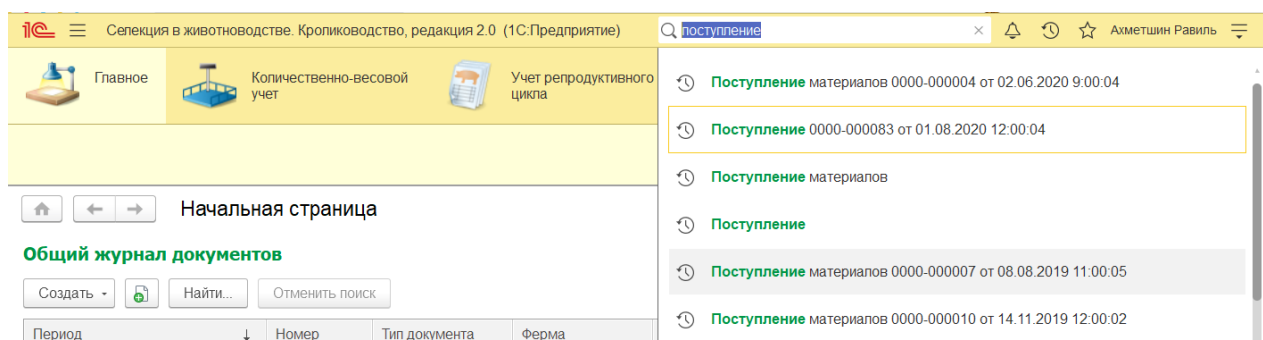 1С Селекция в животноводстве. Кролиководство, редакция 2.0 (1С:Предприятие) поступление × Ахметшин Равиль
Главное
Количественно-весовой
учет
Учет репродуктивного
цикла
Поступление материалов 0000-000004 от 02.06.2020 9:00:04
Поступление 0000-000083 от 01.08.2020 12:00:04
Поступление материалов
Поступление
Поступление материалов 0000-000007 от 08.08.2019 11:00:05
Поступление материалов 0000-000010 от 14.11.2019 12:00:02
Начальная страница
Общий журнал документов
Создать Найти... Отменить поиск
Период ↓ Номер Тип документа Ферма